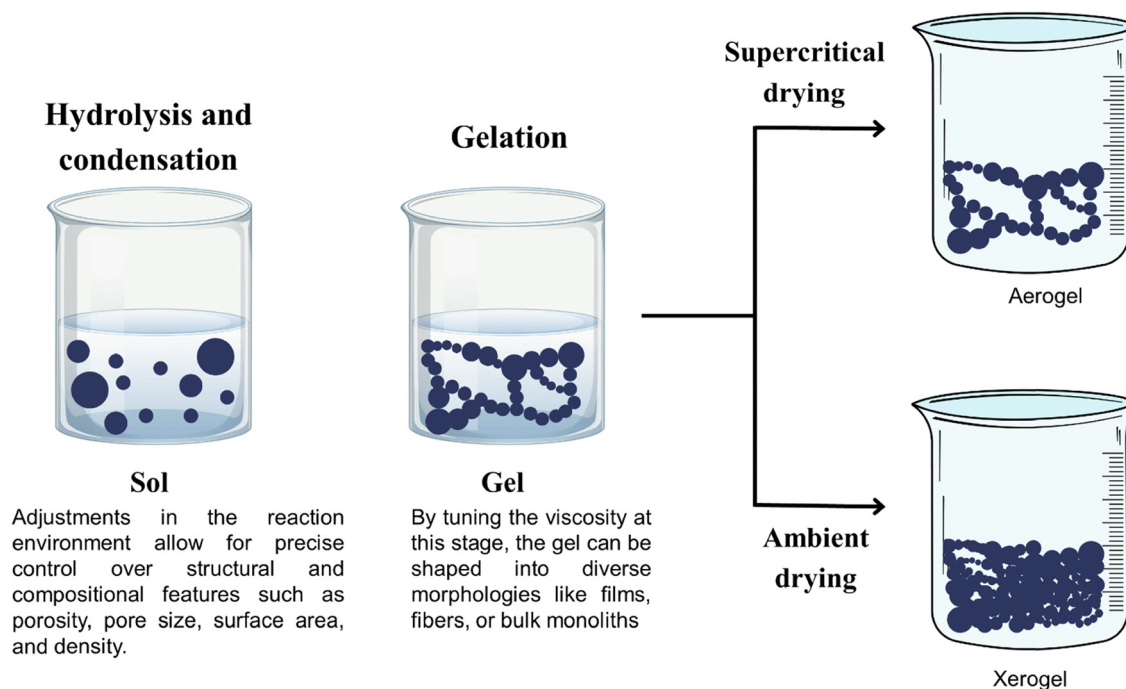 Hydrolysis and
condensation
Sol
Adjustments in the reaction
environment allow for precise
control over structural and
compositional features such as
porosity, pore size, surface area,
and density.
Gelation
Gel
By tuning the viscosity at
this stage, the gel can be
shaped into diverse
morphologies like films,
fibers, or bulk monoliths
Supercritical
drying
Aerogel
Ambient
drying
Xerogel